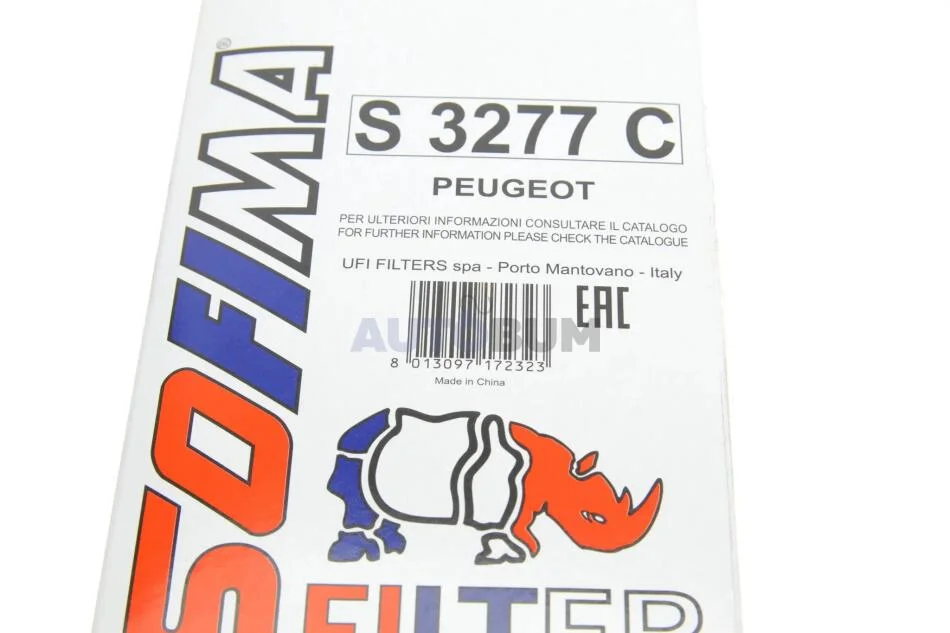 SOFIMA®
S 3277 C
PEUGEOT
PER ULTERIORI INFORMAZIONI CONSULTARE IL CATALOGO
FOR FURTHER INFORMATION PLEASE CHECK THE CATALOGUE
UFI FILTERS spa - Porto Mantovano - Italy
EAC
AUTOBUM
8 013097 172323
Made in China
FILTER